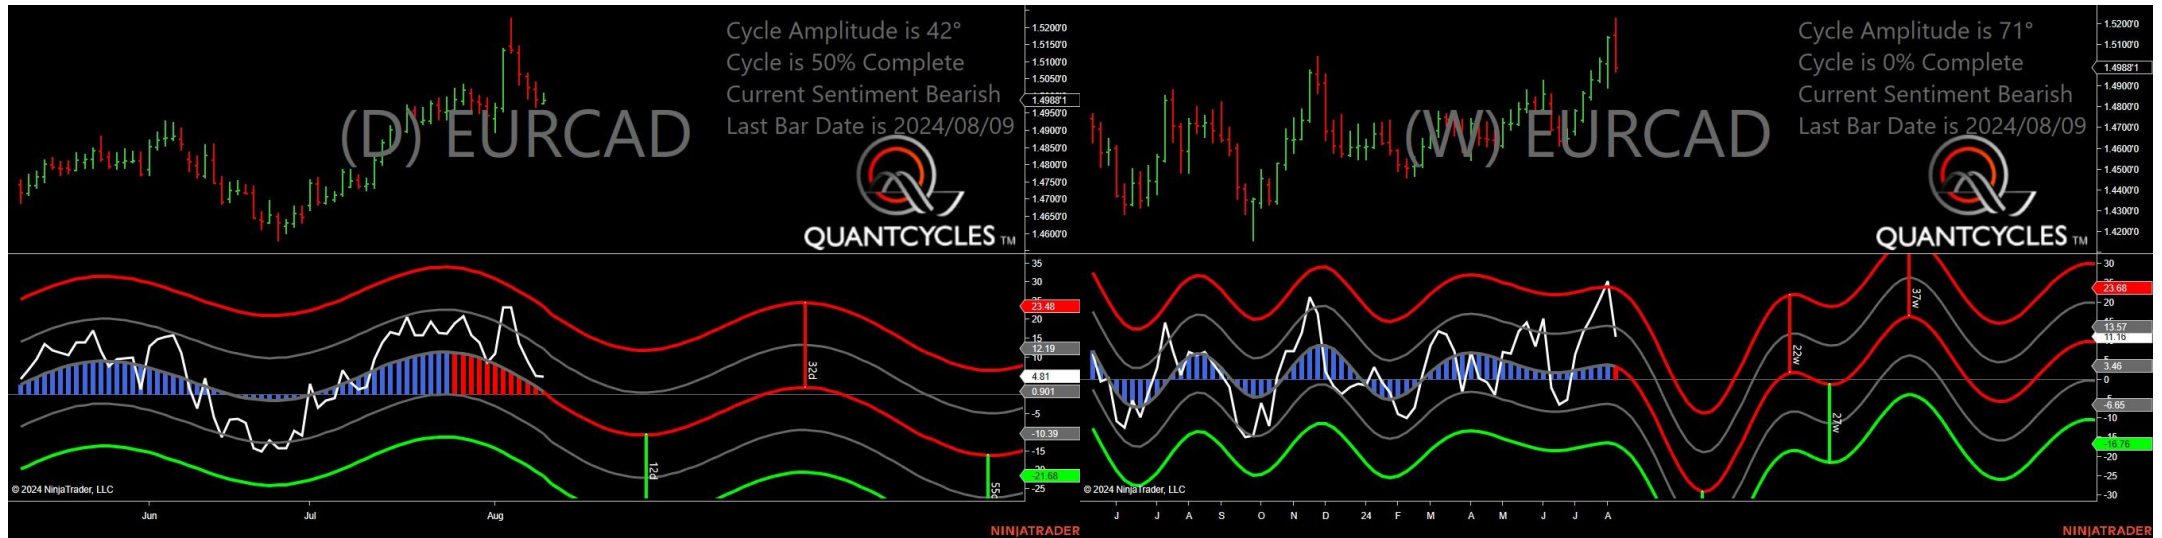 Cycle Amplitude is 42°
Cycle is 50% Complete
Current Sentiment Bearish
Last Bar Date is 2024/08/09
(D) EURCAD
QUANTCYCLES TM
1.5200'0
1.5150'0
1.5100'0
1.5050'0
1.4988'1
1.4950'0
1.4900'0
1.4850'0
1.4800'0
1.4750'0
1.4700'0
1.4650'0
1.4600'0
35
30
23.48
20
15
12.19
10
4.81
0.901
-5
-10.39
-15
-21.68
-25
32d
12d
© 2024 NinjaTrader, LLC
Jun
Jul
Aug
NINJATRADER
Cycle Amplitude is 71°
Cycle is 0% Complete
Current Sentiment Bearish
Last Bar Date is 2024/08/09
(W) EURCAD
QUANTCYCLES TM
1.5200'0
1.5100'0
1.4988'1
1.4900'0
1.4800'0
1.4700'0
1.4600'0
1.4500'0
1.4400'0
1.4300'0
1.4200'0
30
23.68
20
13.57
11.16
3.46
0
-6.65
-10
-16.76
-20
-25
-30
22w
27w
37w
© 2024 NinjaTrader, LLC
J J A S O N D 24 F M A M J J A
NINJATRADER